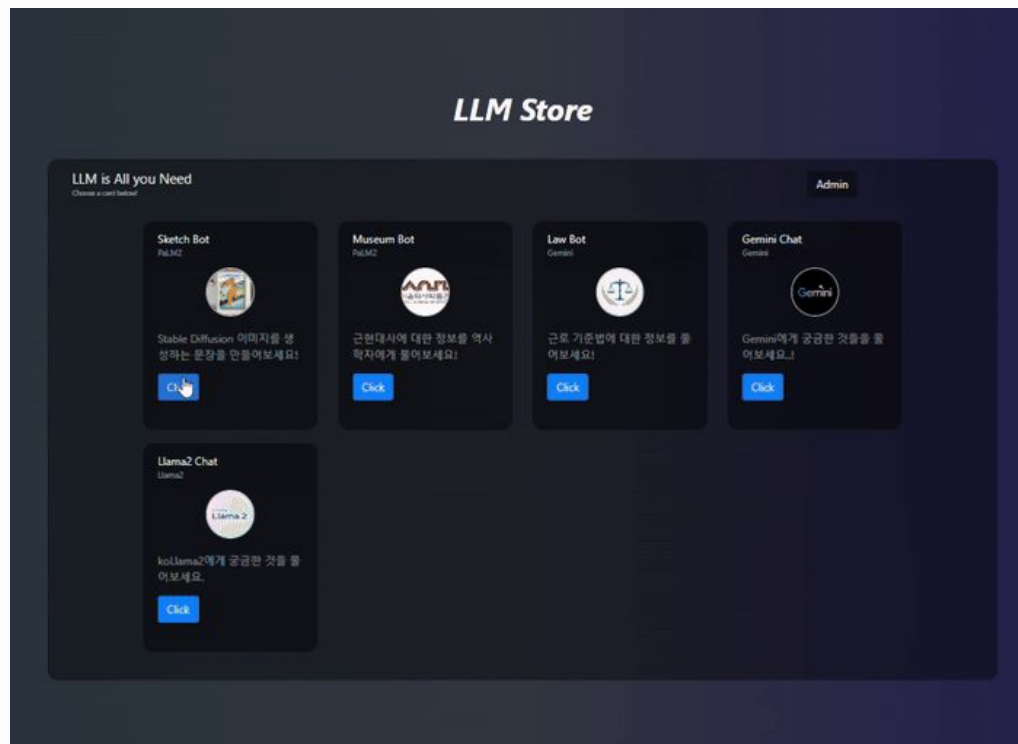 LLM Store
LLM is All you Need
Choose a card below!
Admin
Sketch Bot
PaLM2
Stable Diffusion 이미지를 생
성하는 문장을 만들어보세요!
Museum Bot
PaLM2
근현대사에 대한 정보를 역사
학자에게 물어보세요!
Click
Law Bot
Gemini
근로 기준법에 대한 정보를 물
어보세요!
Click
Gemini Chat
Gemini
Gemini
Gemini에게 궁금한 것들을 물
어보세요..!
Click
Llama2 Chat
Llama2
Llama 2
koLlama2에게 궁금한 것을 물
어보세요.
Click